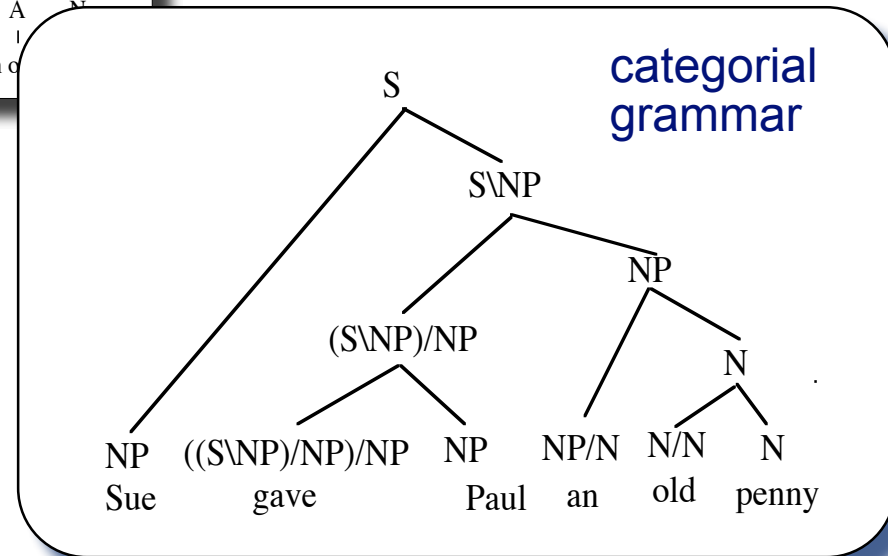 A N
categorial
grammar
S
S\NP
NP
(S\NP)/NP
N
NP ((S\NP)/NP)/NP NP NP/N N/N N
Sue gave Paul an old penny